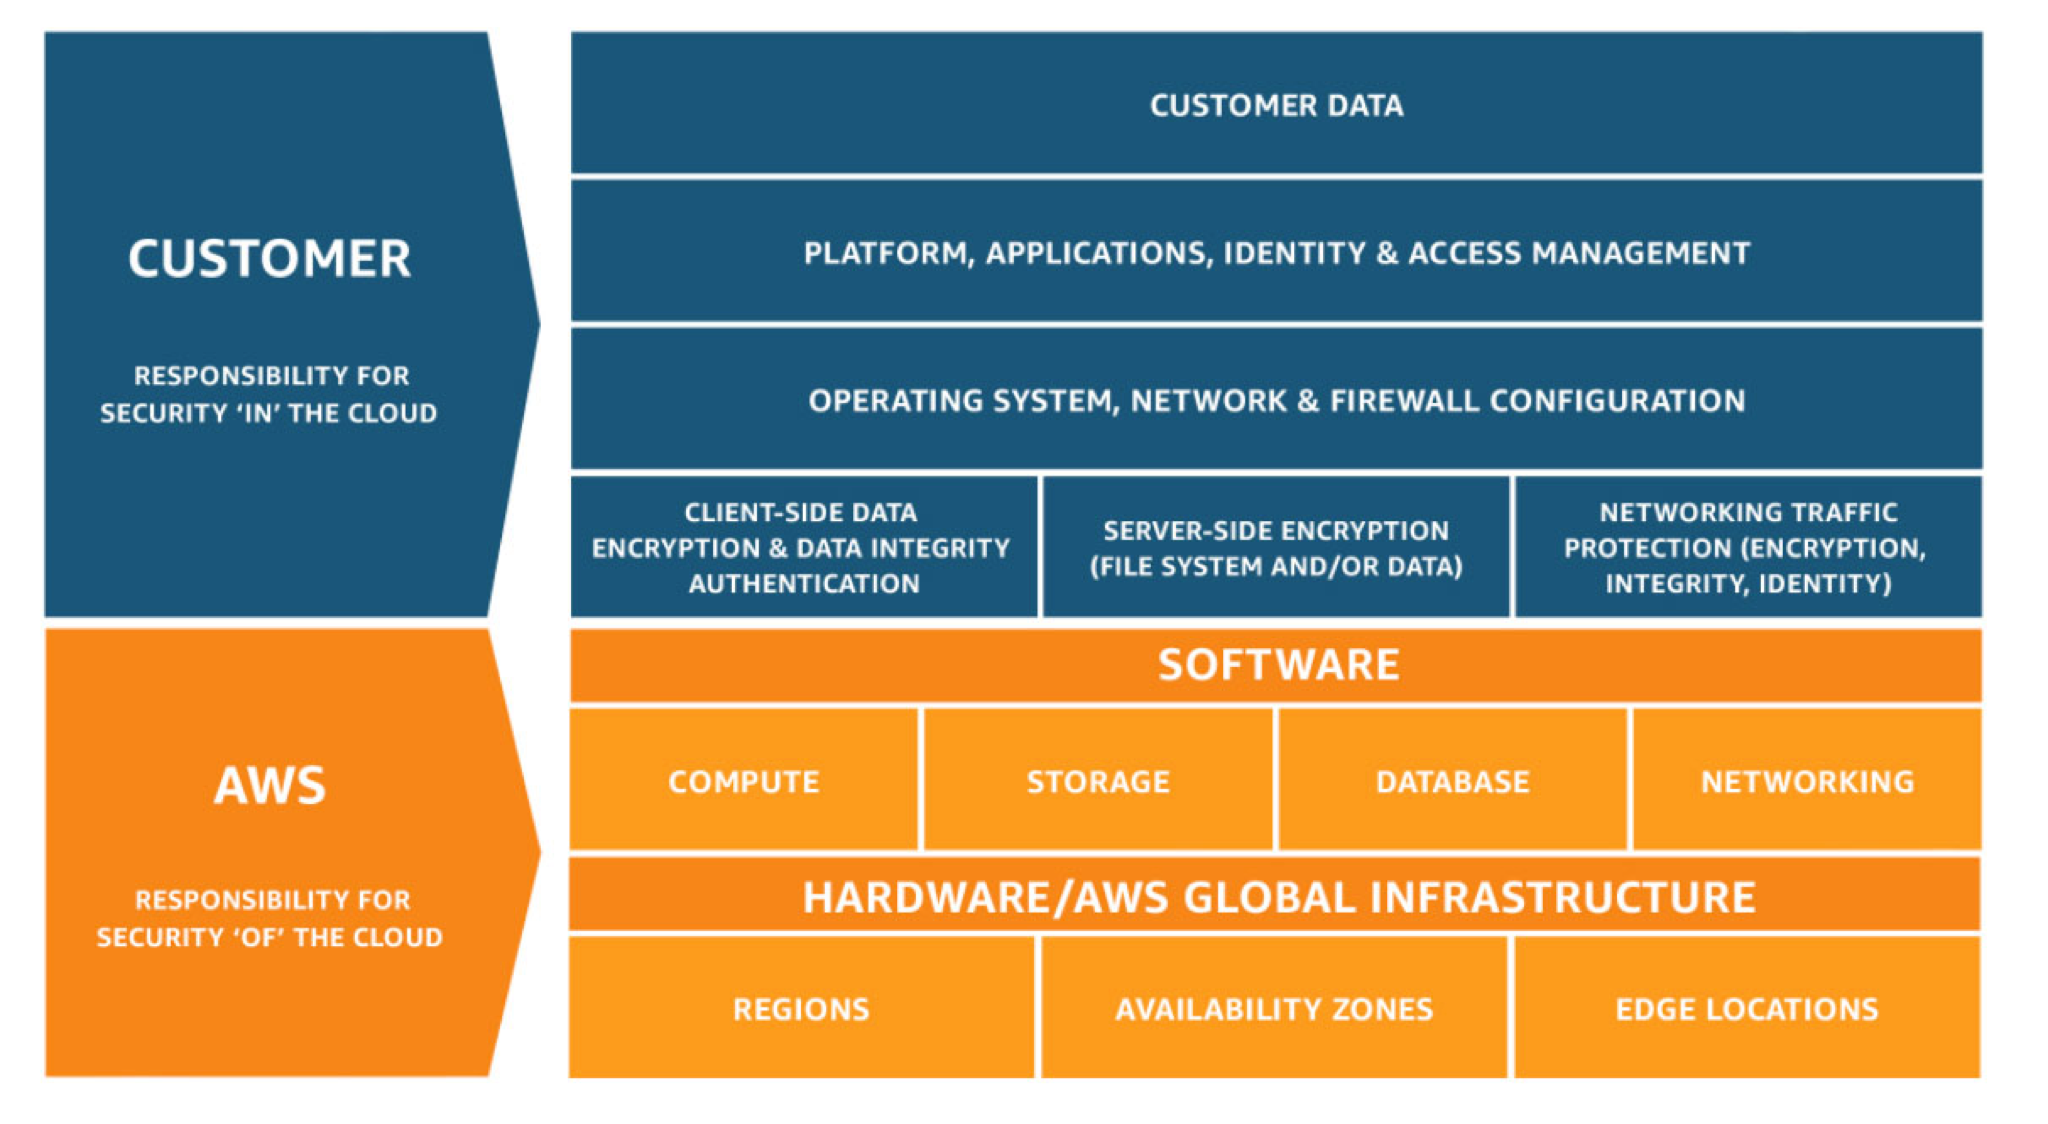 CUSTOMER
RESPONSIBILITY FOR
SECURITY ‘IN’ THE CLOUD
CUSTOMER DATA
PLATFORM, APPLICATIONS, IDENTITY & ACCESS MANAGEMENT
OPERATING SYSTEM, NETWORK & FIREWALL CONFIGURATION
CLIENT-SIDE DATA
ENCRYPTION & DATA INTEGRITY
AUTHENTICATION
SERVER-SIDE ENCRYPTION
(FILE SYSTEM AND/OR DATA)
NETWORKING TRAFFIC
PROTECTION (ENCRYPTION,
INTEGRITY, IDENTITY)
AWS
RESPONSIBILITY FOR
SECURITY ‘OF’ THE CLOUD
SOFTWARE
COMPUTE
STORAGE
DATABASE
NETWORKING
HARDWARE/AWS GLOBAL INFRASTRUCTURE
REGIONS
AVAILABILITY ZONES
EDGE LOCATIONS